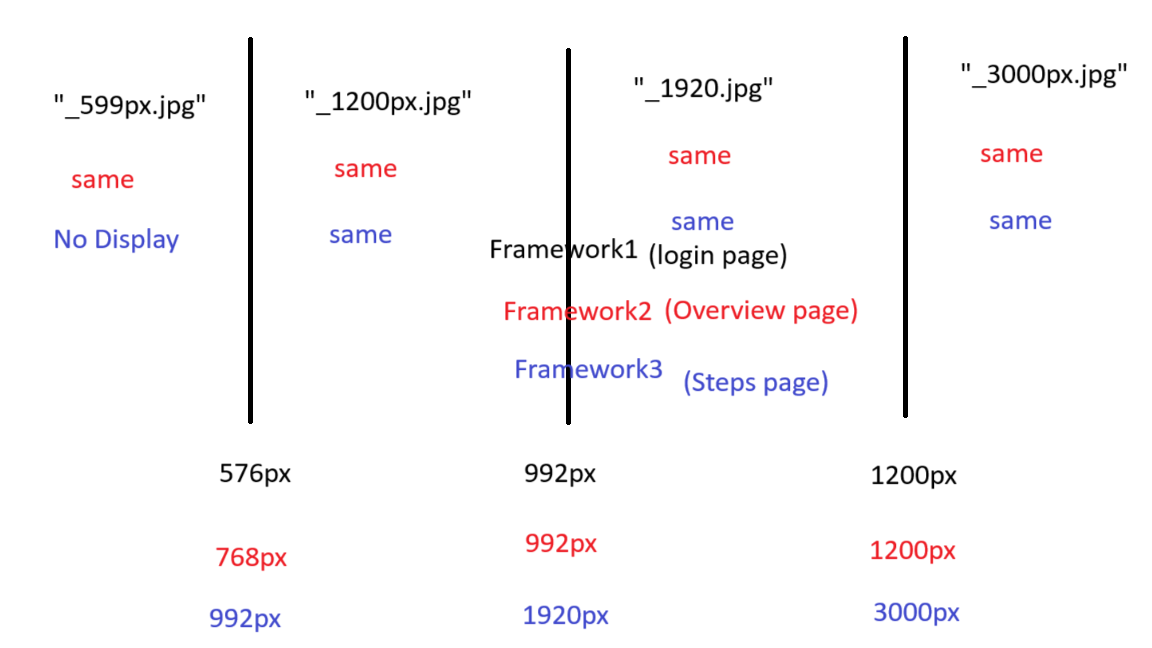 "_599px.jpg" "_1200px.jpg" "_1920.jpg" "_3000px.jpg"
same same same same
No Display same same same
Framework1 (login page)
Framework2 (Overview page)
Framework3 (Steps page)
576px 992px 1200px
768px 992px 1200px
992px 1920px 3000px